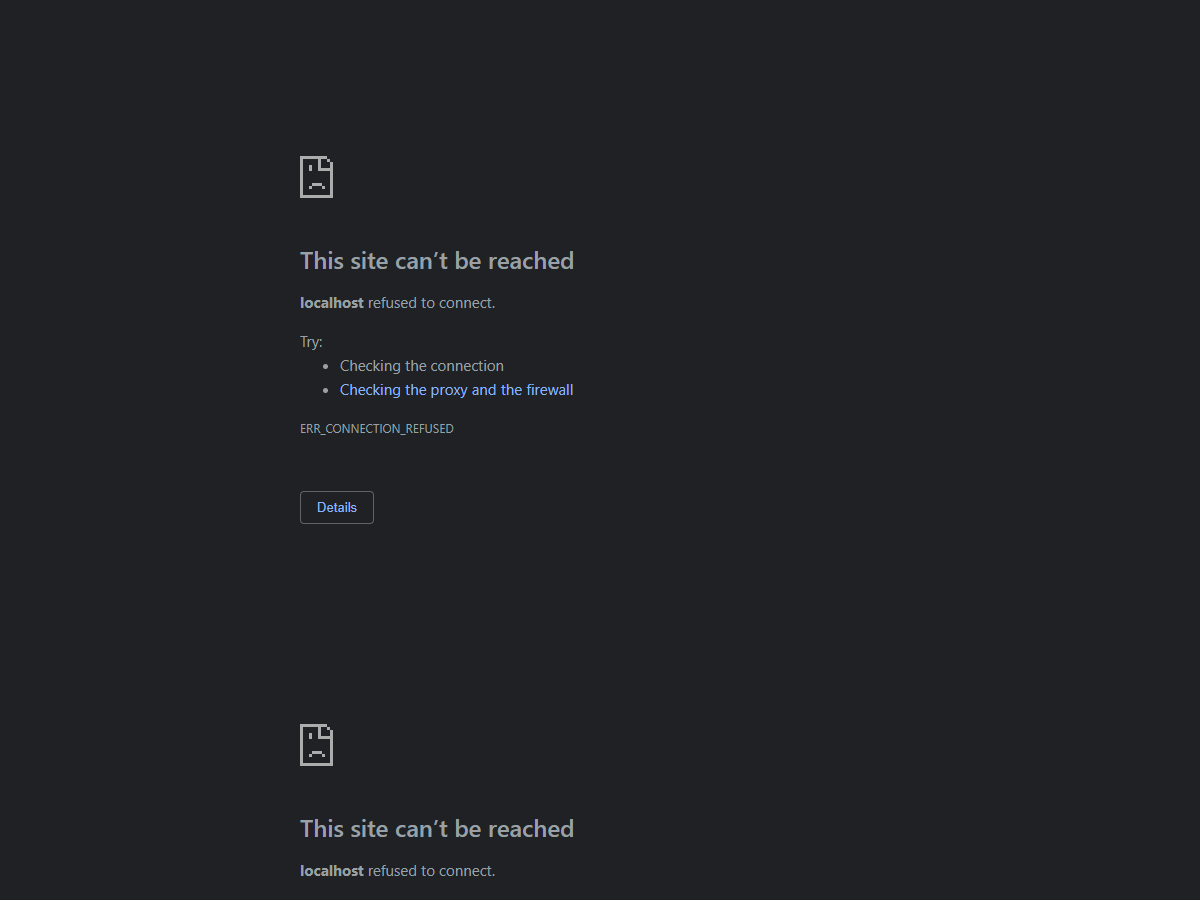 This site can’t be reached
localhost refused to connect.
Try:
Checking the connection
Checking the proxy and the firewall
ERR_CONNECTION_REFUSED
Details
This site can’t be reached
localhost refused to connect.